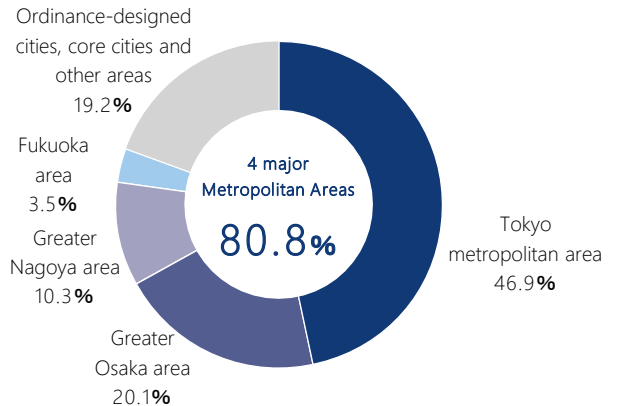 Ordinance-designed
cities, core cities and
other areas
19.2%
Fukuoka
area
3.5%
Greater
Nagoya area
10.3%
Greater
Osaka area
20.1%
4 major
Metropolitan Areas
80.8%
Tokyo
metropolitan area
46.9%